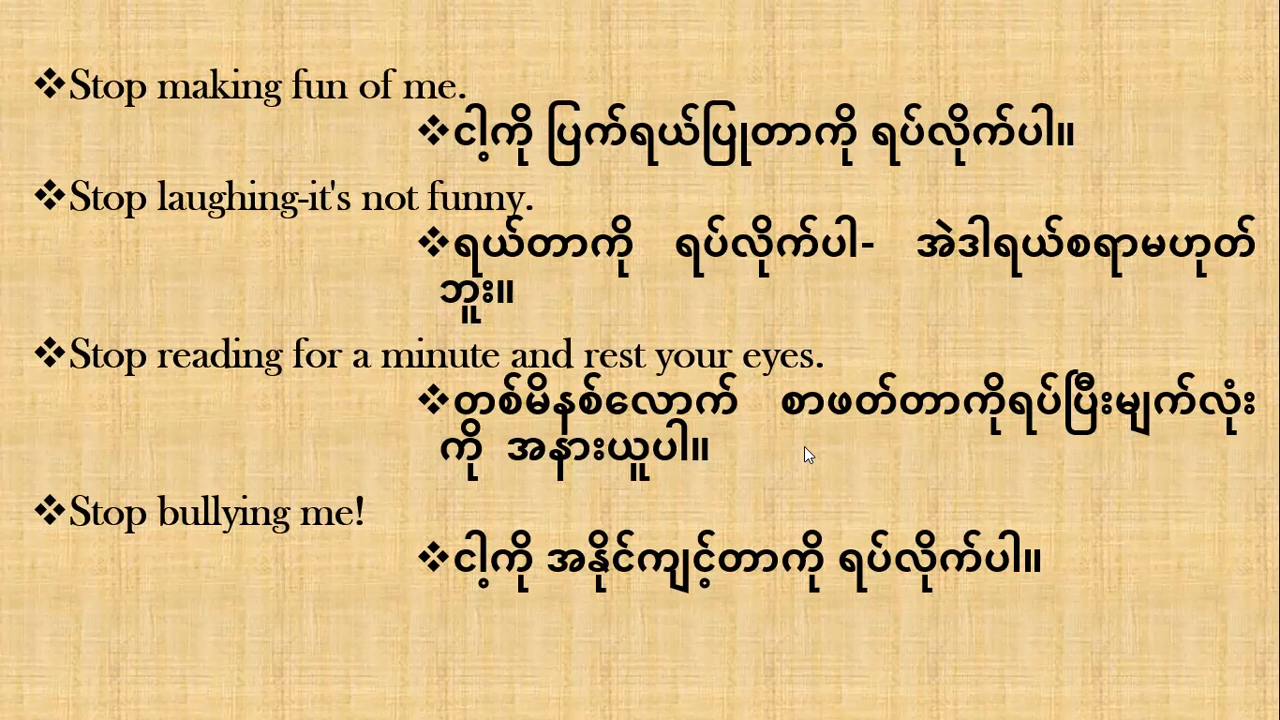 ❖Stop making fun of me.
❖ငါ့ကို ပြက်ရယ်ပြုတာကို ရပ်လိုက်ပါ။
❖Stop laughing-it's not funny.
❖ရယ်တာကို ရပ်လိုက်ပါ- အဲဒါရယ်စရာမဟုတ်
ဘူး။
❖Stop reading for a minute and rest your eyes.
❖တစ်မိနစ်လောက် စာဖတ်တာကိုရပ်ပြီးမျက်လုံး
ကို အနားယူပါ။
❖Stop bullying me!
❖ငါ့ကို အနိုင်ကျင့်တာကို ရပ်လိုက်ပါ။